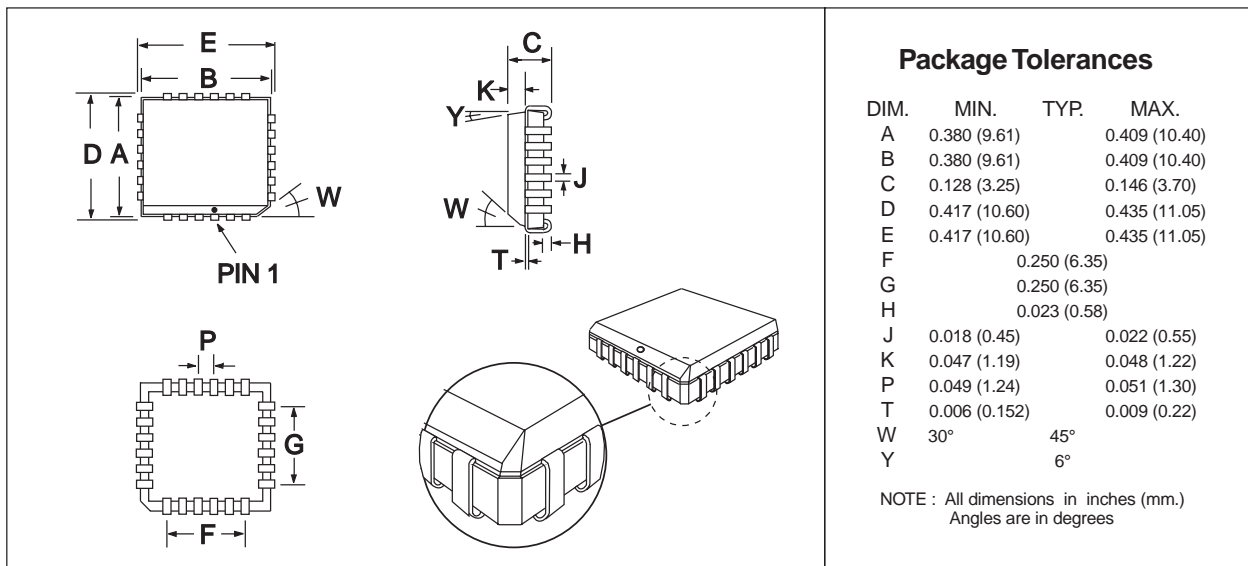 E
B
D
A
W
PIN 1
C
K
Y
J
W
H
T
P
G
F
Package Tolerances
DIM. MIN. TYP. MAX.
A 0.380 (9.61) 0.409 (10.40)
B 0.380 (9.61) 0.409 (10.40)
C 0.128 (3.25) 0.146 (3.70)
D 0.417 (10.60) 0.435 (11.05)
E 0.417 (10.60) 0.435 (11.05)
F 0.250 (6.35)
G 0.250 (6.35)
H 0.023 (0.58)
J 0.018 (0.45) 0.022 (0.55)
K 0.047 (1.19) 0.048 (1.22)
P 0.049 (1.24) 0.051 (1.30)
T 0.006 (0.152) 0.009 (0.22)
W 30° 45°
Y 6°
NOTE : All dimensions in inches (mm.)
Angles are in degrees